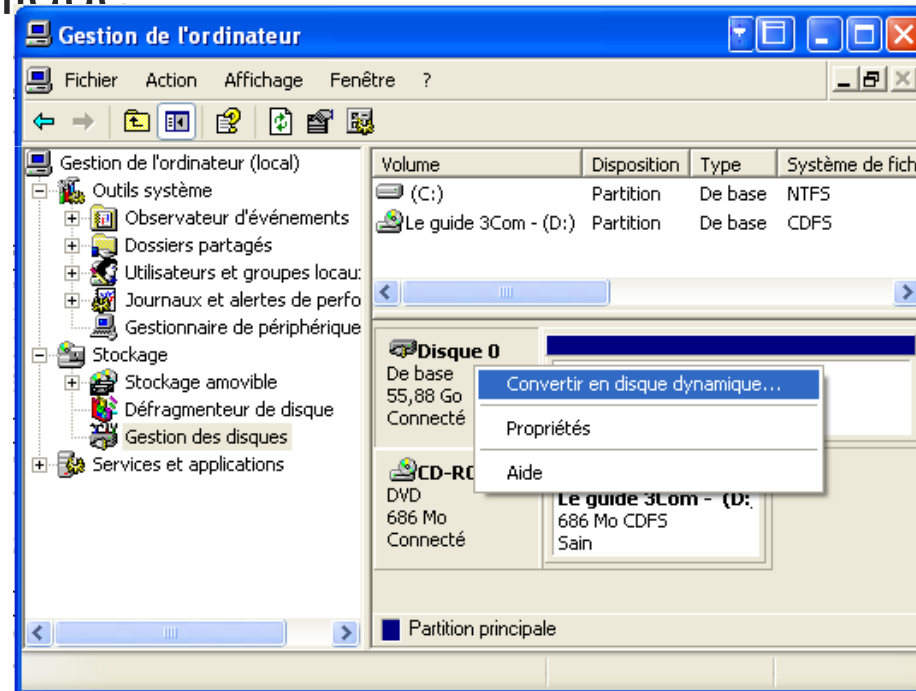 Gestion de l'ordinateur
Fichier Action Affichage Fenêtre ?
Gestion de l'ordinateur (local)
Outils système
Observateur d'événements
Dossiers partagés
Utilisateurs et groupes locau
Journaux et alertes de perfo
Gestionnaire de périphérique
Stockage
Stockage amovible
Défragmenteur de disque
Gestion des disques
Services et applications
Volume Disposition Type Système de fich
(C:) Partition De base NTFS
Le guide 3Com - (D:) Partition De base CDFS
Disque 0
De base
55,88 Go
Connecté
Convertir en disque dynamique...
Propriétés
Aide
CD-RO
DVD
686 Mo
Connecté
Le guide 3Com - (D:
686 Mo CDFS
Sain
Partition principale